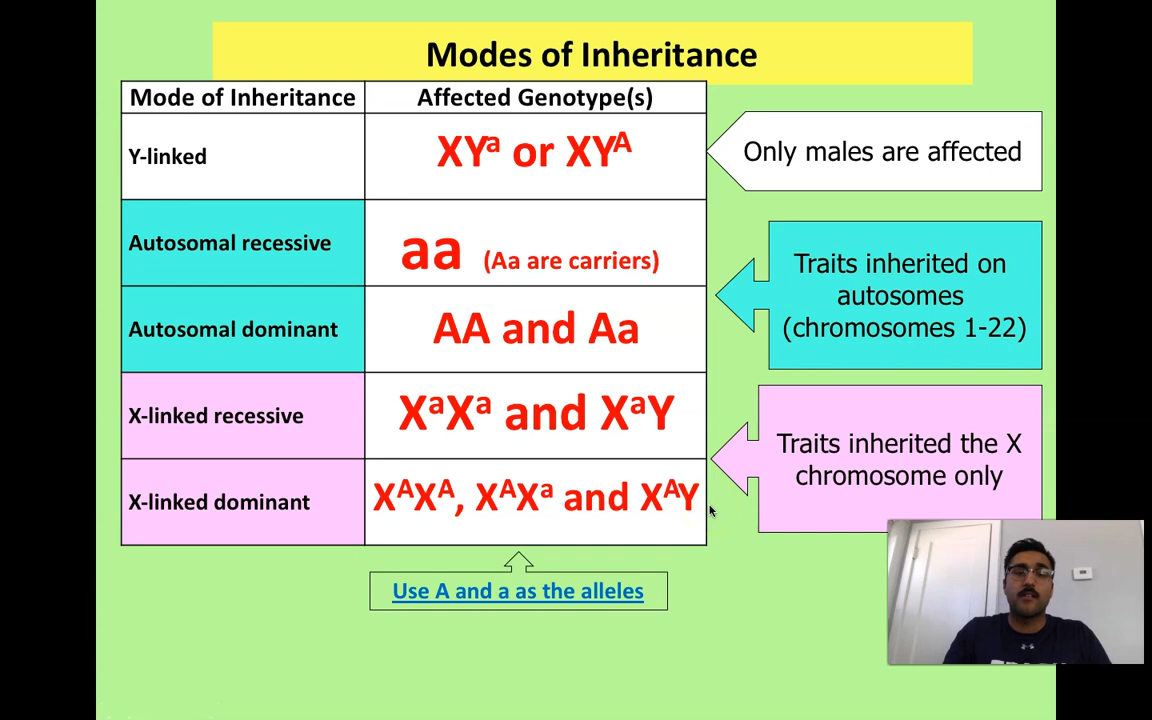 Modes of Inheritance
Mode of Inheritance
Affected Genotype(s)
Y-linked
XYᵃ or XYᴬ
Only males are affected
Autosomal recessive
aa (Aa are carriers)
Autosomal dominant
AA and Aa
Traits inherited on
autosomes
(chromosomes 1-22)
X-linked recessive
XᵃXᵃ and XᵃY
X-linked dominant
XᴬXᴬ, XᴬXᵃ and XᴬY
Traits inherited the X
chromosome only
Use A and a as the alleles